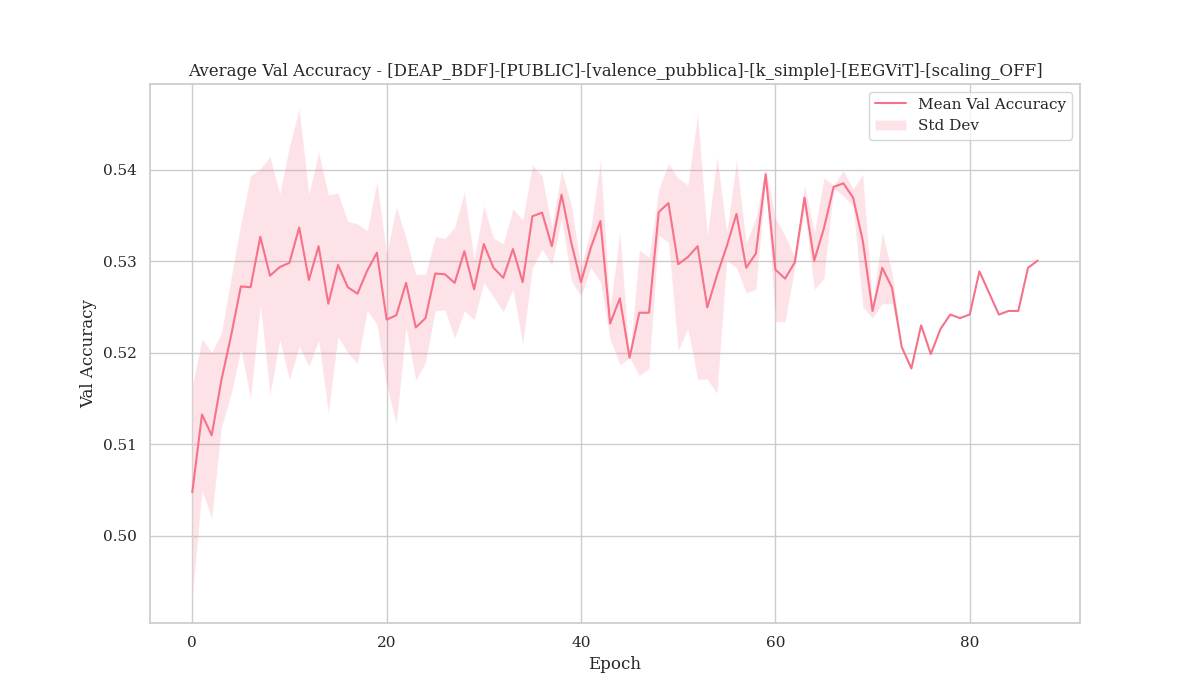 Average Val Accuracy - [DEAP_BDF]-[PUBLIC]-[valence_pubblica]-[k_simple]-[EEGViT]-[scaling_OFF]
Mean Val Accuracy
Std Dev
0.54
0.53
0.52
0.51
0.50
Val Accuracy
0
20
40
60
80
Epoch